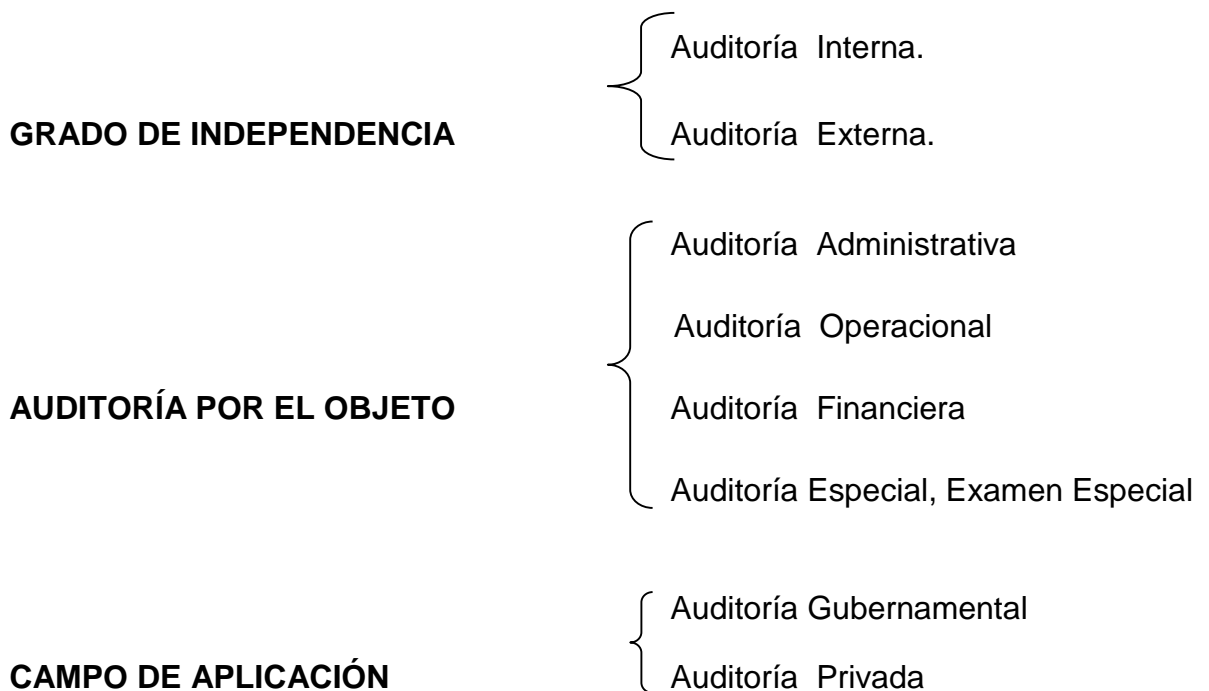 Auditoría Interna.
GRADO DE INDEPENDENCIA Auditoría Externa.
Auditoría Administrativa
Auditoría Operacional
AUDITORÍA POR EL OBJETO Auditoría Financiera
Auditoría Especial, Examen Especial
Auditoría Gubernamental
CAMPO DE APLICACIÓN Auditoría Privada